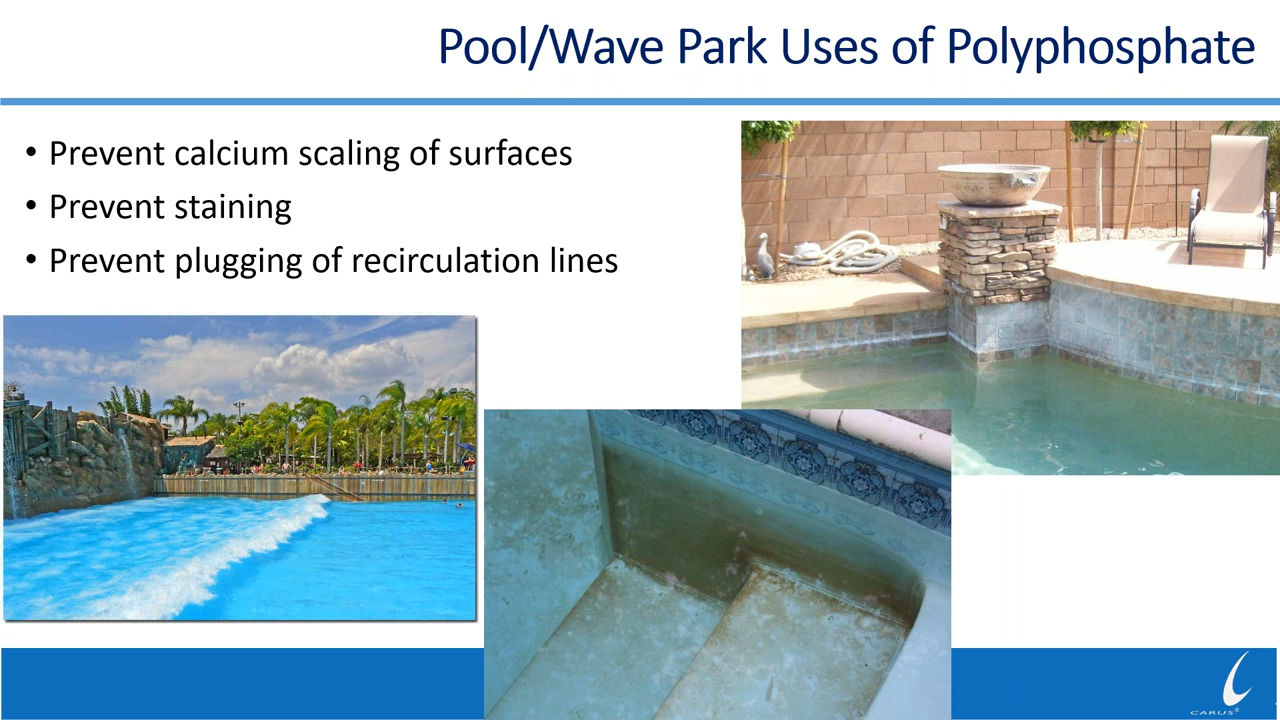 Pool/Wave Park Uses of Polyphosphate
• Prevent calcium scaling of surfaces
• Prevent staining
• Prevent plugging of recirculation lines
CARUS®